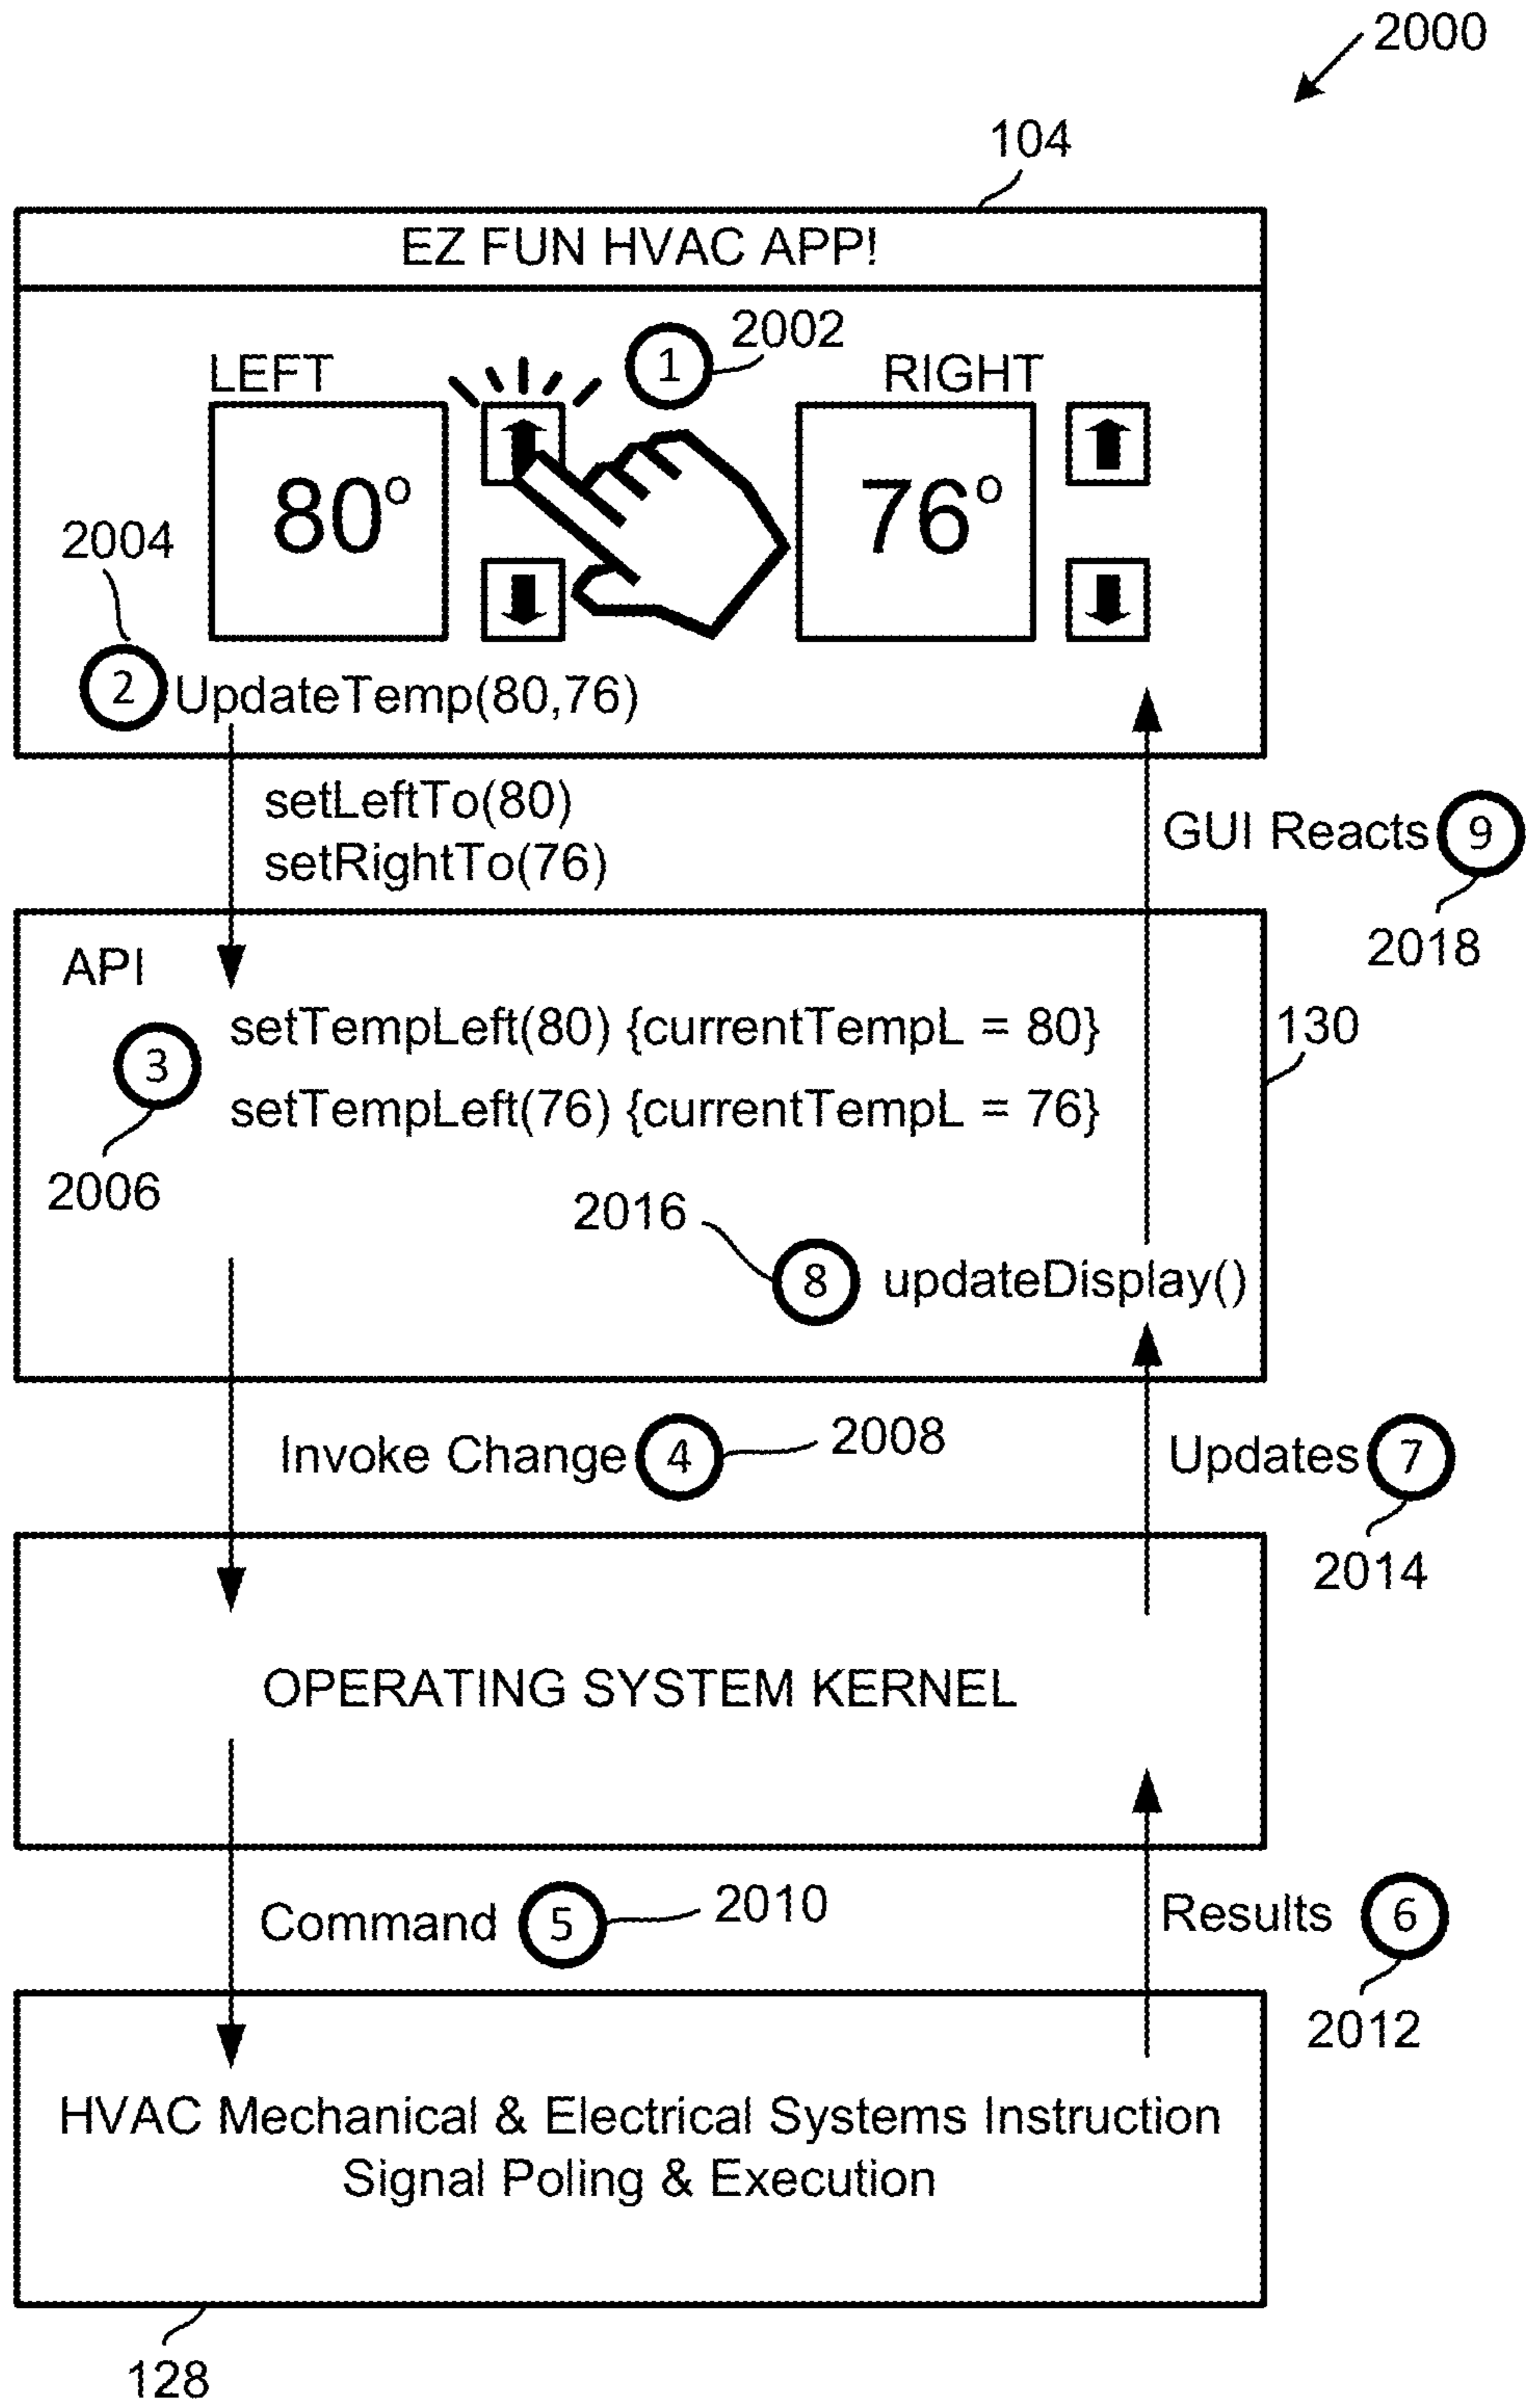 2000
104
EZ FUN HVAC APP!
1 2002
LEFT
RIGHT
80°
76°
2004
2 UpdateTemp(80,76)
setLeftTo(80)
setRightTo(76)
GUI Reacts 9
2018
API
130
3
setTempLeft(80) {currentTempL = 80}
setTempLeft(76) {currentTempL = 76}
2006
2016
8 updateDisplay()
Invoke Change 4 2008
Updates 7
2014
OPERATING SYSTEM KERNEL
Command 5 2010
Results 6
2012
HVAC Mechanical & Electrical Systems Instruction
Signal Poling & Execution
128